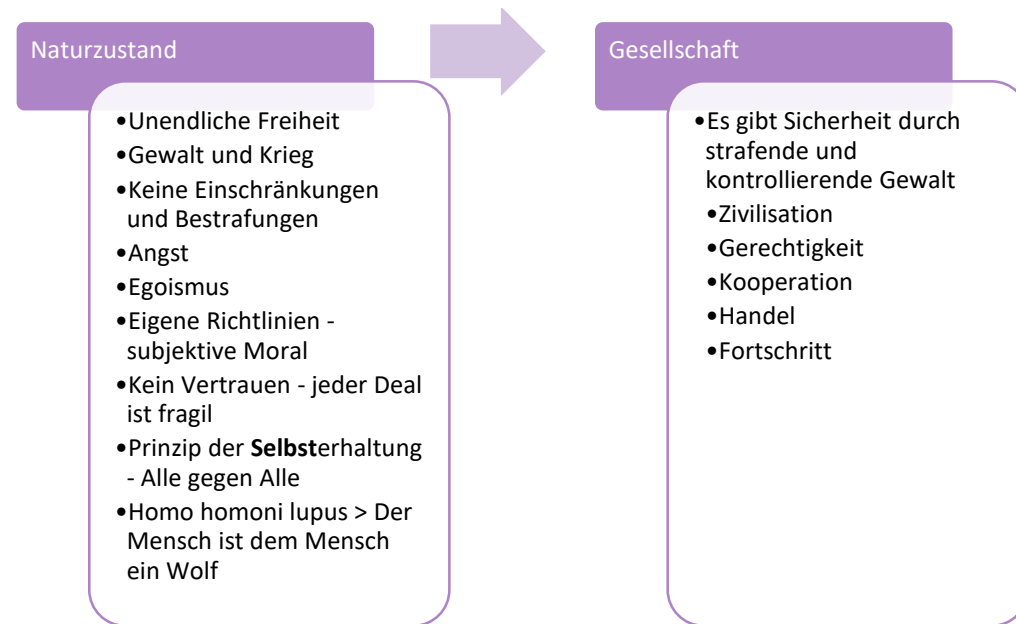 Naturzustand
•Unendliche Freiheit
•Gewalt und Krieg
•Keine Einschränkungen
und Bestrafungen
•Angst
•Egoismus
•Eigene Richtlinien -
subjektive Moral
•Kein Vertrauen - jeder Deal
ist fragil
•Prinzip der Selbsterhaltung
- Alle gegen Alle
•Homo homoni lupus > Der
Mensch ist dem Mensch
ein Wolf
Gesellschaft
•Es gibt Sicherheit durch
strafende und
kontrollierende Gewalt
•Zivilisation
•Gerechtigkeit
•Kooperation
•Handel
•Fortschritt